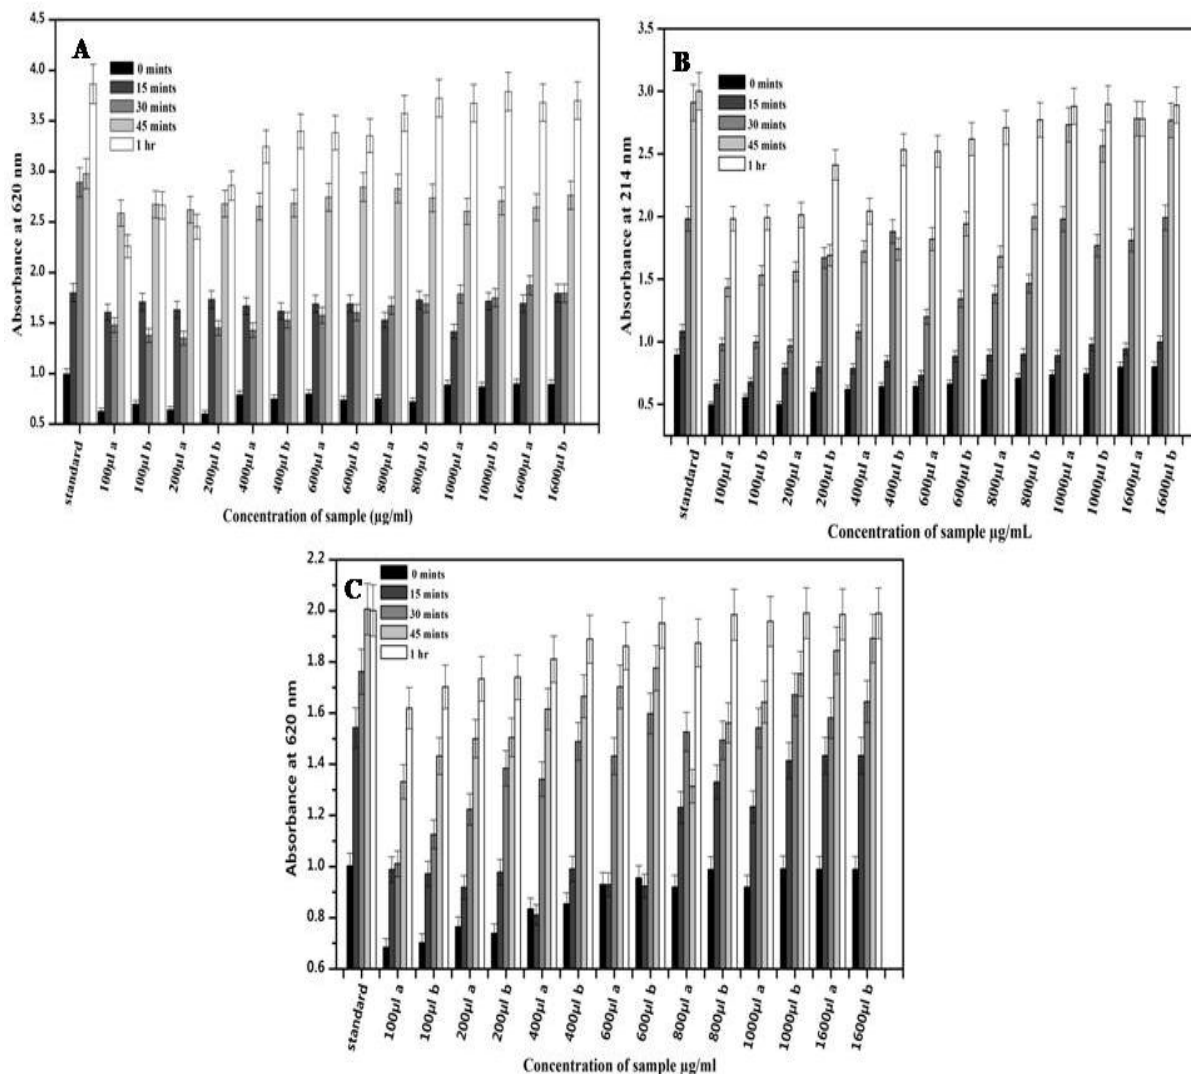 A
0 mints
15 mints
30 mints
45 mints
1 hr
Absorbance at 620 nm
4.5
4.0
3.5
3.0
2.5
2.0
1.5
1.0
0.5
standard
100µl a
100µl b
200µl a
200µl b
400µl a
400µl b
600µl a
600µl b
800µl a
800µl b
1000µl a
1000µl b
1600µl a
1600µl b
Concentration of sample (µg/ml)
B
0 mints
15 mints
30 mints
45 mints
1 hr
Absorbance at 214 nm
3.5
3.0
2.5
2.0
1.5
1.0
0.5
standard
100µl a
100µl b
200µl a
200µl b
400µl a
400µl b
600µl a
600µl b
800µl a
800µl b
1000µl a
1000µl b
1600µl a
1600µl b
Concentration of sample µg/mL
C
0 mints
15 mints
30 mints
45 mints
1 hr
Absorbance at 620 nm
2.2
2.0
1.8
1.6
1.4
1.2
1.0
0.8
0.6
standard
100µl a
100µl b
200µl a
200µl b
400µl a
400µl b
600µl a
600µl b
800µl a
800µl b
1000µl a
1000µl b
1600µl a
1600µl b
Concentration of sample µg/ml